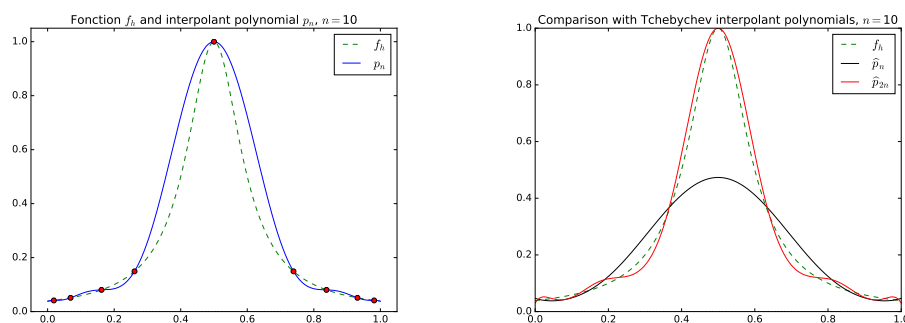 Fonction f_h and interpolant polynomial p_n, n = 10
f_h
p_n
1.0
0.8
0.6
0.4
0.2
0.0
0.0 0.2 0.4 0.6 0.8 1.0
Comparison with Tchebychev interpolant polynomials, n = 10
f_h
p̂_n
p̂_{2n}
1.0
0.8
0.6
0.4
0.2
0.0
0.0 0.2 0.4 0.6 0.8 1.0